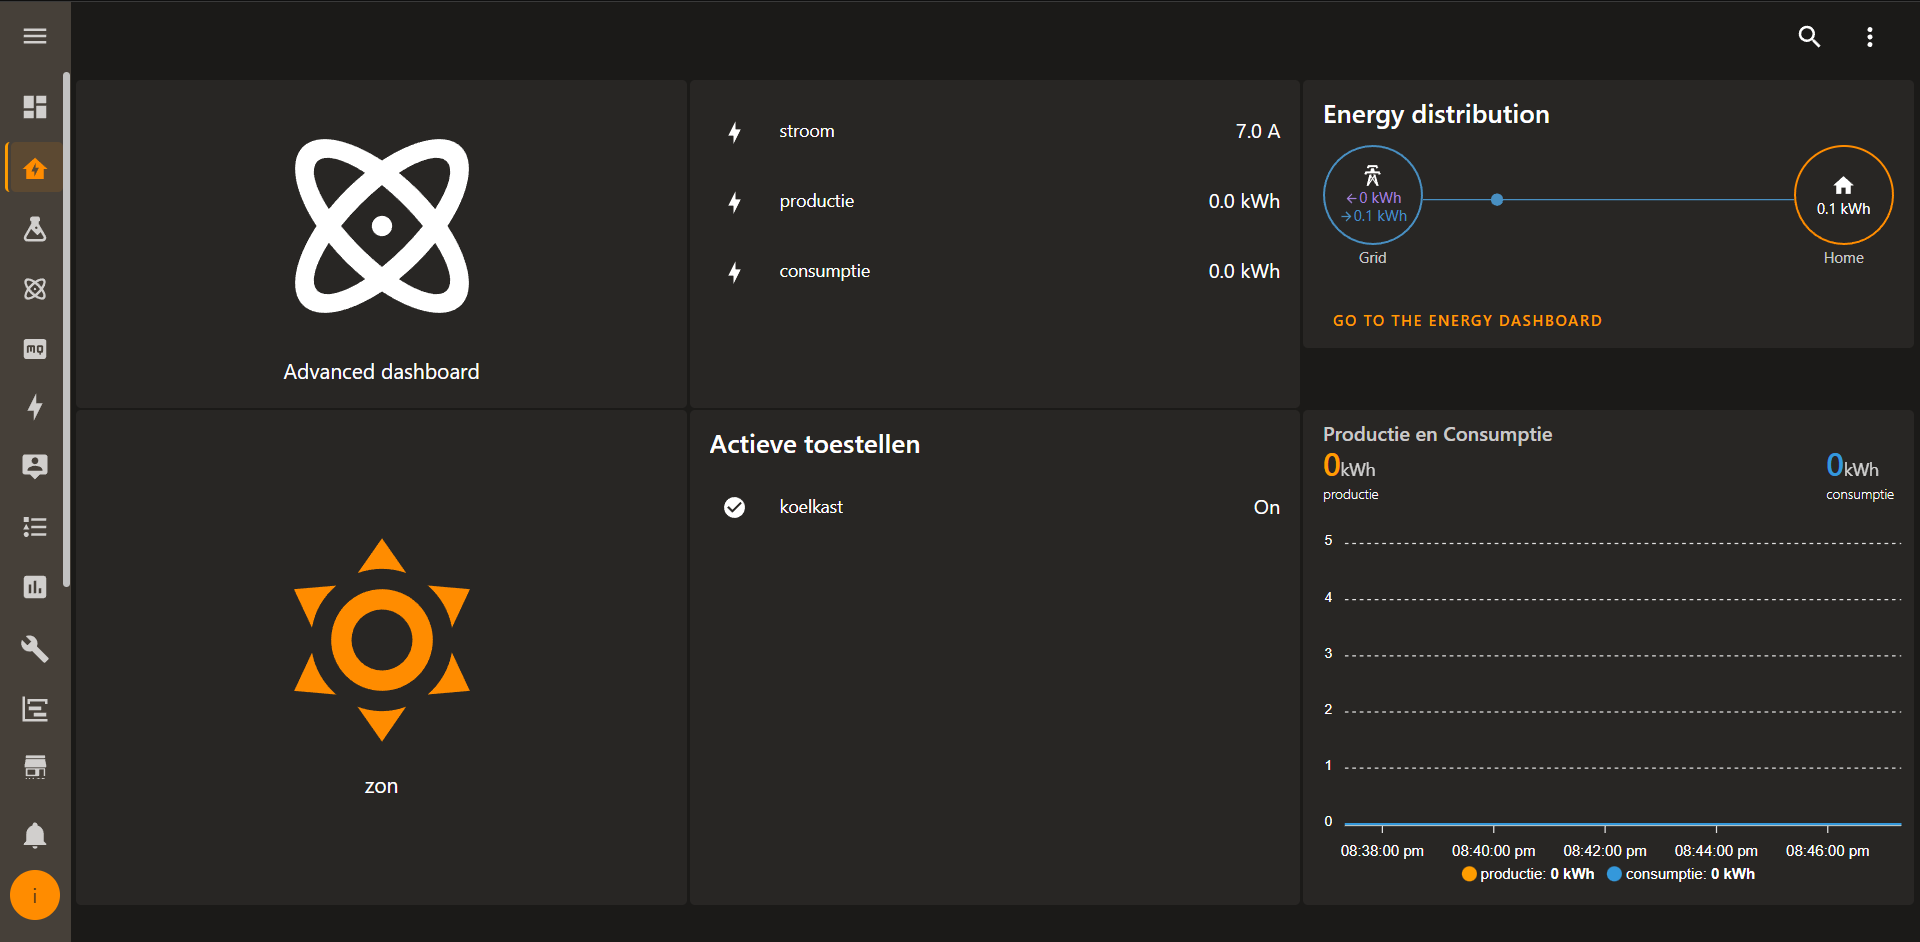 Advanced dashboard
stroom 7.0 A
productie 0.0 kWh
consumptie 0.0 kWh
Energy distribution
←0 kWh
→0.1 kWh
Grid
0.1 kWh
Home
GO TO THE ENERGY DASHBOARD
zon
Actieve toestellen
koelkast On
Productie en Consumptie
0kWh
productie
0kWh
consumptie
5
4
3
2
1
0
08:38:00 pm 08:40:00 pm 08:42:00 pm 08:44:00 pm 08:46:00 pm
productie: 0 kWh consumptie: 0 kWh
MQ
i